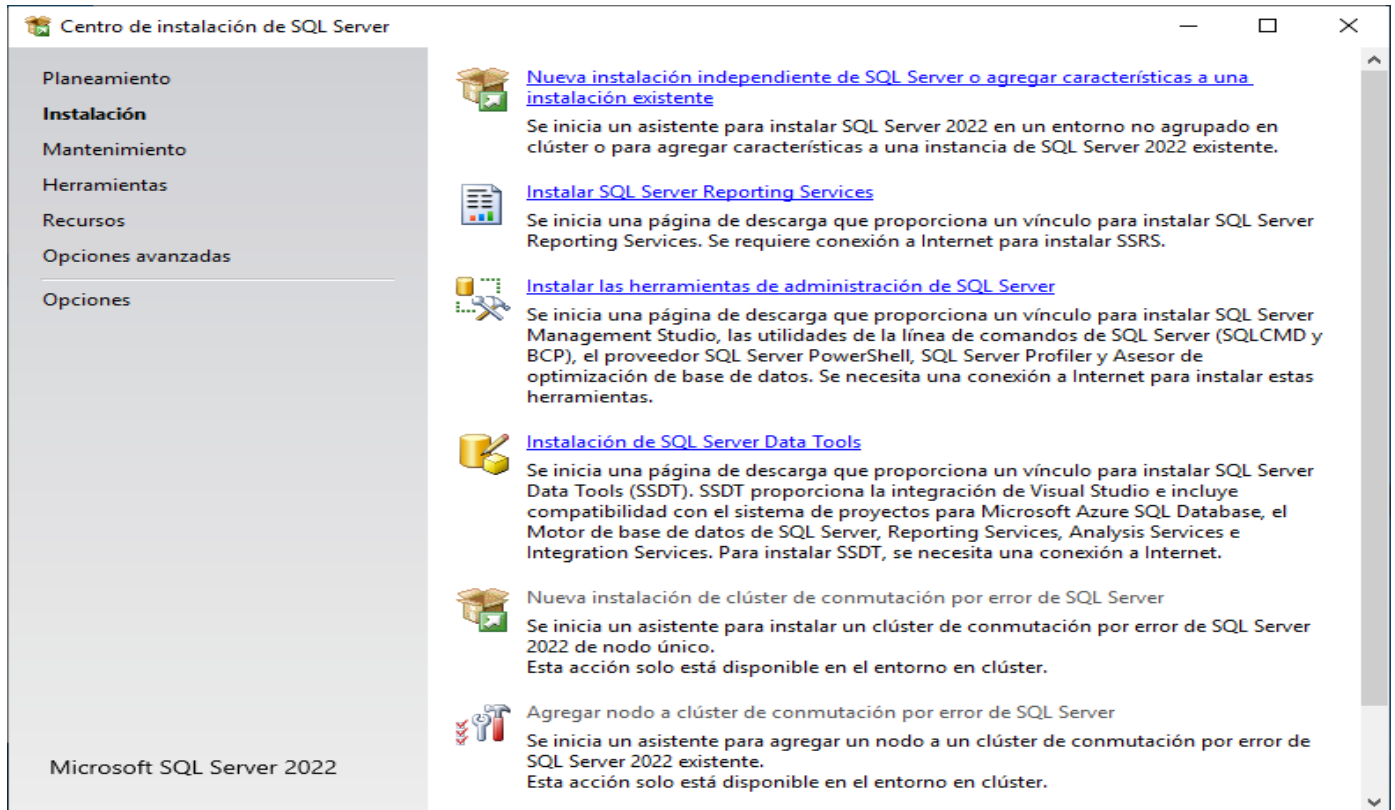 Centro de instalación de SQL Server
Planeamiento
Instalación
Mantenimiento
Herramientas
Recursos
Opciones avanzadas
Opciones
Microsoft SQL Server 2022
Nueva instalación independiente de SQL Server o agregar características a una
instalación existente
Se inicia un asistente para instalar SQL Server 2022 en un entorno no agrupado en
clúster o para agregar características a una instancia de SQL Server 2022 existente.
Instalar SQL Server Reporting Services
Se inicia una página de descarga que proporciona un vínculo para instalar SQL Server
Reporting Services. Se requiere conexión a Internet para instalar SSRS.
Instalar las herramientas de administración de SQL Server
Se inicia una página de descarga que proporciona un vínculo para instalar SQL Server
Management Studio, las utilidades de la línea de comandos de SQL Server (SQLCMD y
BCP), el proveedor SQL Server PowerShell, SQL Server Profiler y Asesor de
optimización de base de datos. Se necesita una conexión a Internet para instalar estas
herramientas.
Instalación de SQL Server Data Tools
Se inicia una página de descarga que proporciona un vínculo para instalar SQL Server
Data Tools (SSDT). SSDT proporciona la integración de Visual Studio e incluye
compatibilidad con el sistema de proyectos para Microsoft Azure SQL Database, el
Motor de base de datos de SQL Server, Reporting Services, Analysis Services e
Integration Services. Para instalar SSDT, se necesita una conexión a Internet.
Nueva instalación de clúster de conmutación por error de SQL Server
Se inicia un asistente para instalar un clúster de conmutación por error de SQL Server
2022 de nodo único.
Esta acción solo está disponible en el entorno en clúster.
Agregar nodo a clúster de conmutación por error de SQL Server
Se inicia un asistente para agregar un nodo a un clúster de conmutación por error de
SQL Server 2022 existente.
Esta acción solo está disponible en el entorno en clúster.